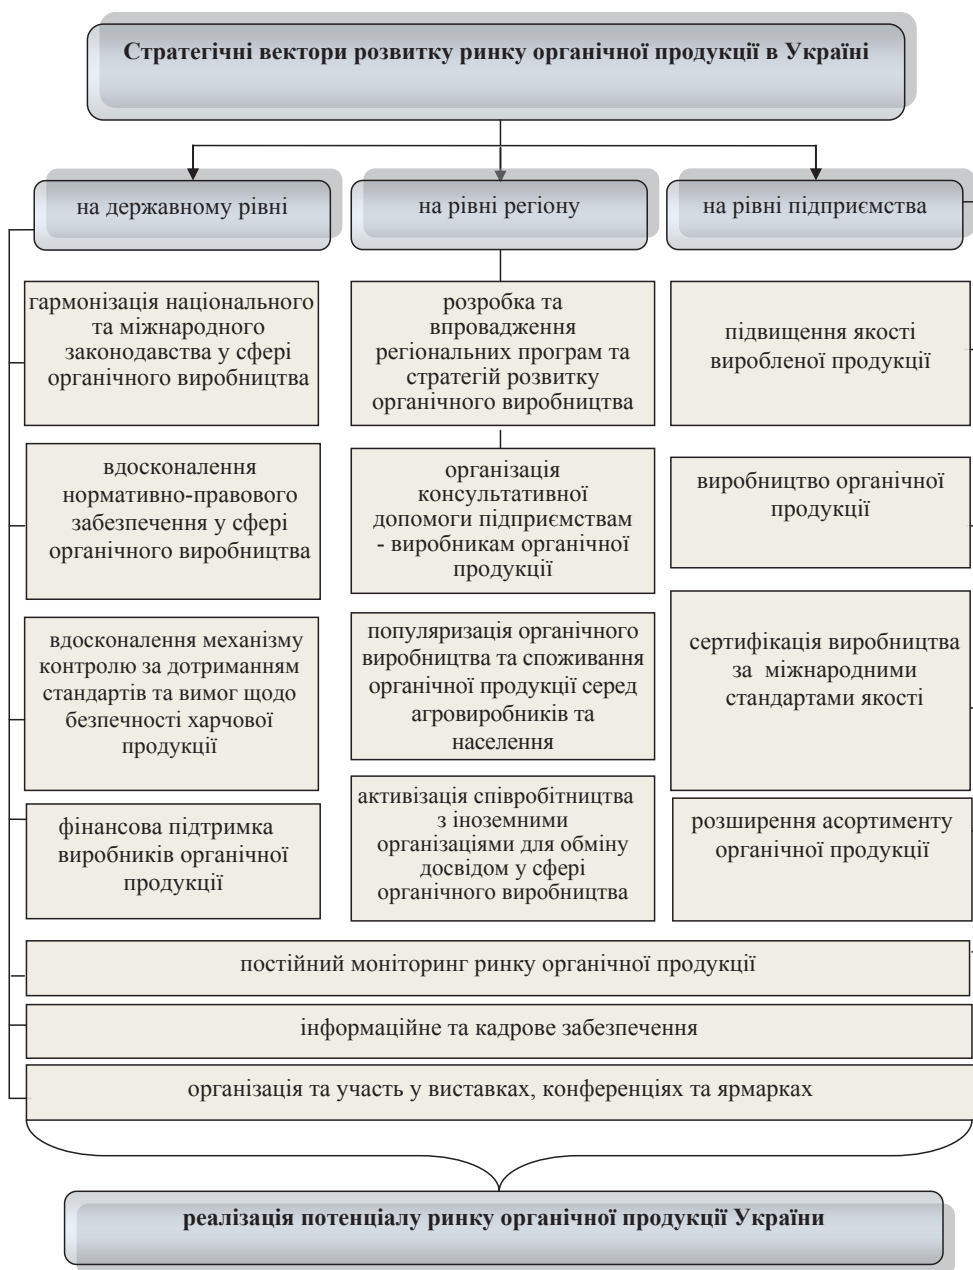 Стратегічні вектори розвитку ринку органічної продукції в Україні
на державному рівні
на рівні регіону
на рівні підприємства
гармонізація національного
та міжнародного
законодавства у сфері
органічного виробництва
вдосконалення
нормативно-правового
забезпечення у сфері
органічного виробництва
вдосконалення механізму
контролю за дотриманням
стандартів та вимог щодо
безпечності харчової
продукції
фінансова підтримка
виробників органічної
продукції
розробка та
впровадження
регіональних програм та
стратегій розвитку
органічного виробництва
організація
консультативної
допомоги підприємствам
- виробникам органічної
продукції
популяризація органічного
виробництва та споживання
органічної продукції серед
агровиробників та
населення
активізація співробітництва
з іноземними
організаціями для обміну
досвідом у сфері
органічного виробництва
підвищення якості
виробленої продукції
виробництво органічної
продукції
сертифікація виробництва
за міжнародними
стандартами якості
розширення асортименту
органічної продукції
постійний моніторинг ринку органічної продукції
інформаційне та кадрове забезпечення
організація та участь у виставках, конференціях та ярмарках
реалізація потенціалу ринку органічної продукції України